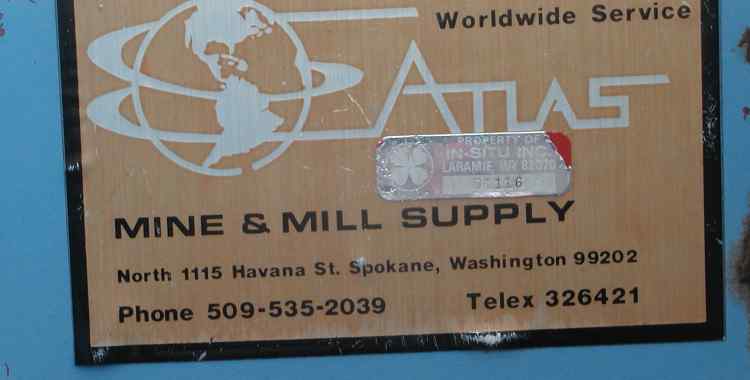 Worldwide Service
ATLAS
PROPERTY OF
IN-SITU INC.
LARAMIE, WY 82070
MINE & MILL SUPPLY
North 1115 Havana St. Spokane, Washington 99202
Phone 509-535-2039
Telex 326421